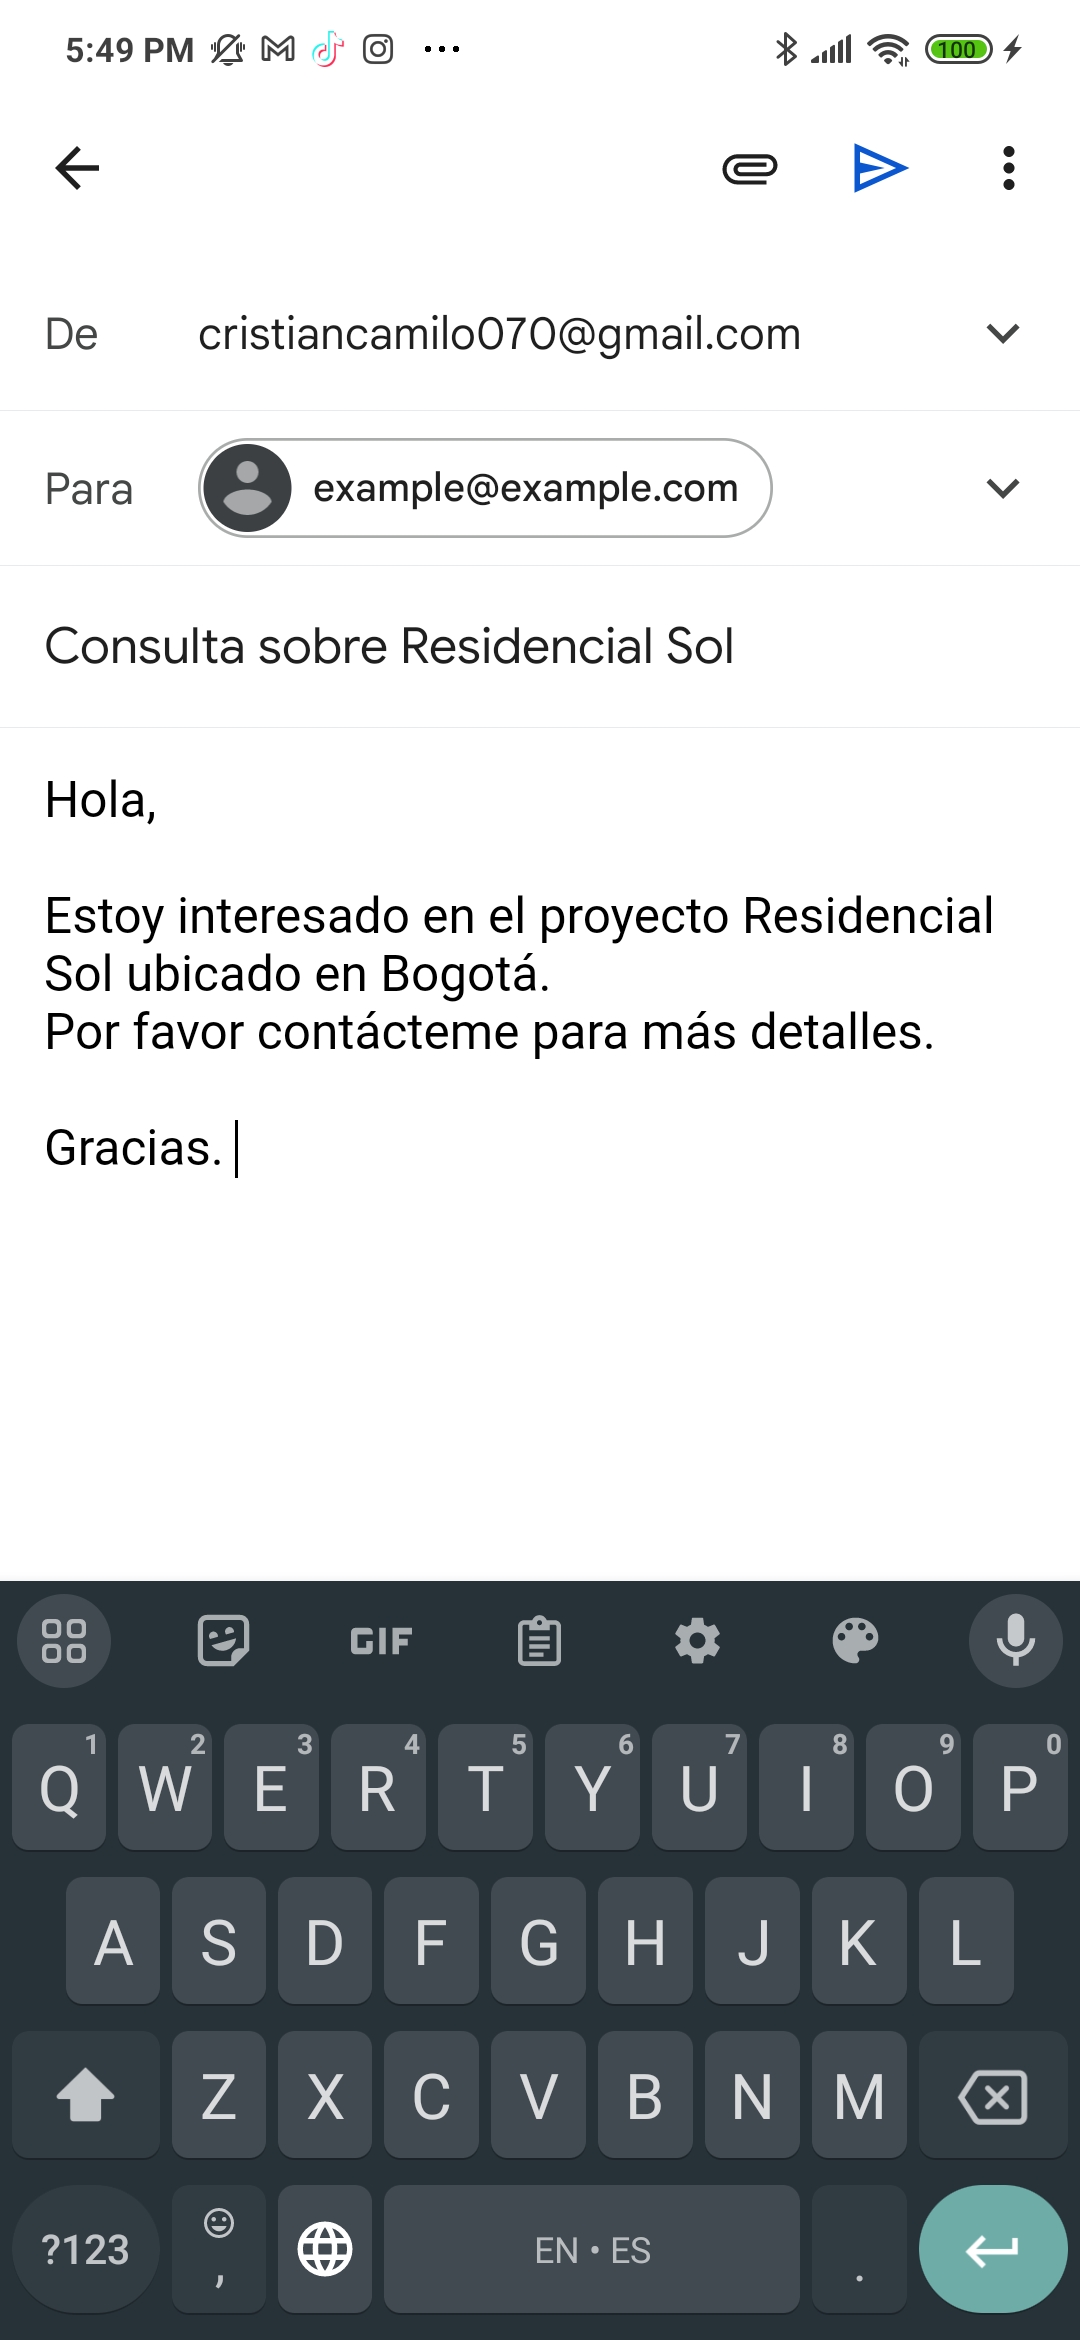 5:49 PM
100
De cristiancamilo070@gmail.com
Para example@example.com
Consulta sobre Residencial Sol
Hola,
Estoy interesado en el proyecto Residencial
Sol ubicado en Bogotá.
Por favor contácteme para más detalles.
Gracias.
GIF
1 2 3 4 5 6 7 8 9 0
Q W E R T Y U I O P
A S D F G H J K L
Z X C V B N M
?123 , EN • ES .